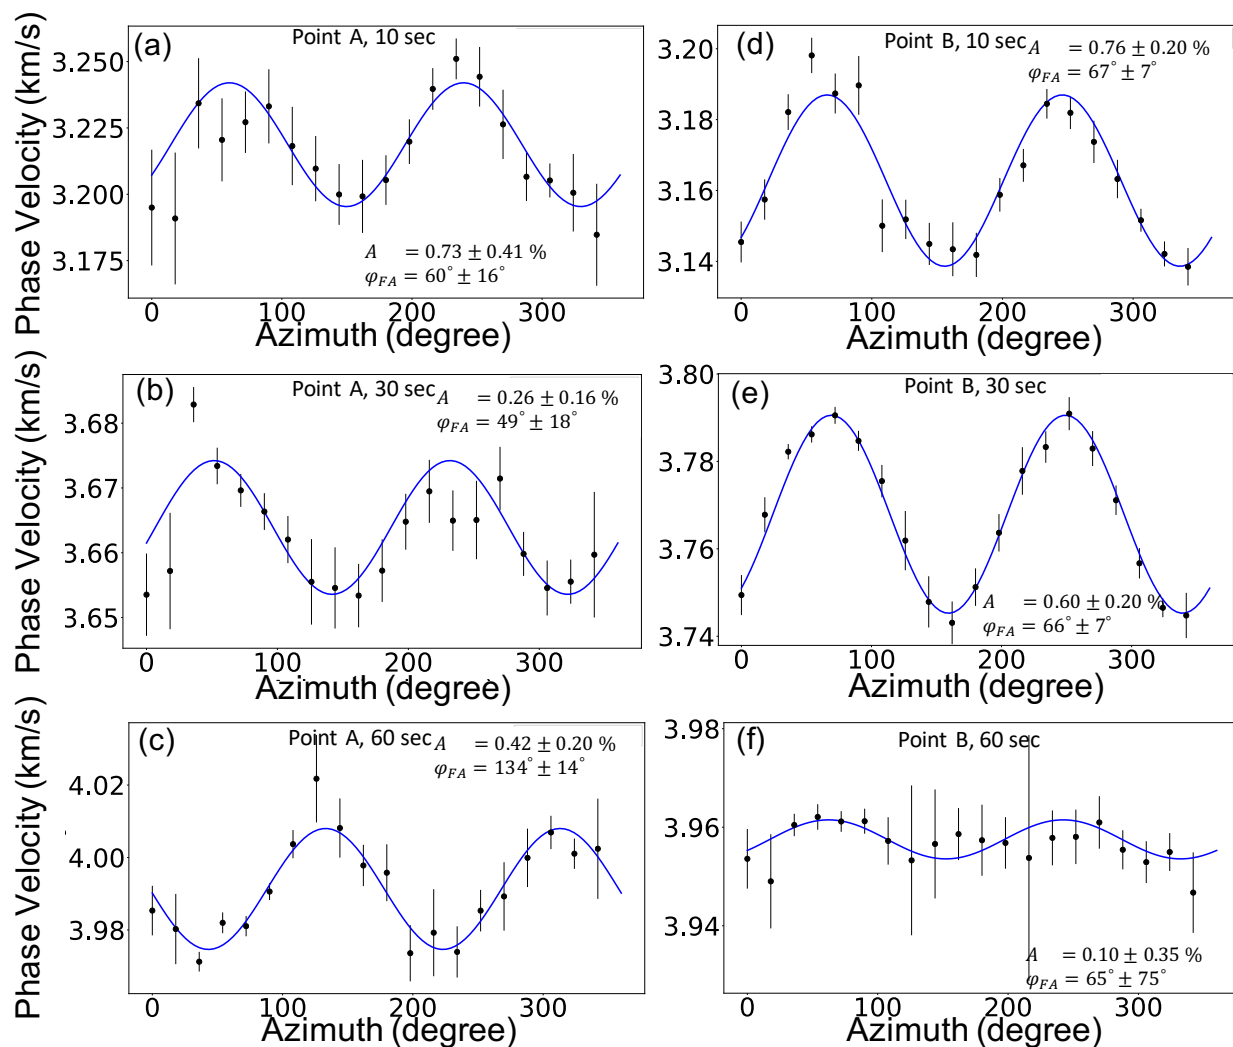 (a)
Point A, 10 sec
Phase Velocity (km/s)
3.250
3.225
3.200
3.175
A = 0.73 ± 0.41 %
φFA = 60° ± 16°
0 100 200 300
Azimuth (degree)
(d)
Point B, 10 sec
A = 0.76 ± 0.20 %
φFA = 67° ± 7°
3.20
3.18
3.16
3.14
0 100 200 300
Azimuth (degree)
(b)
Point A, 30 sec
A = 0.26 ± 0.16 %
φFA = 49° ± 18°
Phase Velocity (km/s)
3.68
3.67
3.66
3.65
0 100 200 300
Azimuth (degree)
(e)
Point B, 30 sec
3.80
3.78
3.76
3.74
A = 0.60 ± 0.20 %
φFA = 66° ± 7°
0 100 200 300
Azimuth (degree)
(c)
Point A, 60 sec
A = 0.42 ± 0.20 %
φFA = 134° ± 14°
Phase Velocity (km/s)
4.02
4.00
3.98
0 100 200 300
Azimuth (degree)
(f)
Point B, 60 sec
3.98
3.96
3.94
A = 0.10 ± 0.35 %
φFA = 65° ± 75°
0 100 200 300
Azimuth (degree)